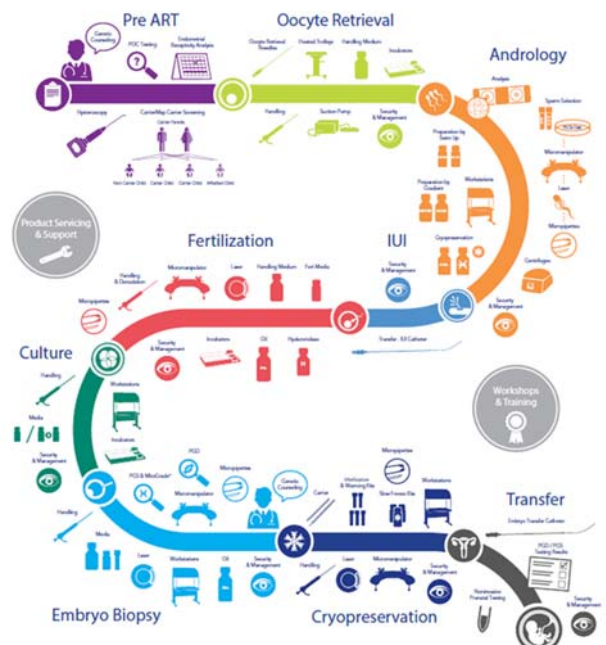 Pre ART
Genetic
Counseling
POC Testing
Endometrial
Receptivity Analysis
Hysteroscopy
CarrierMap Carrier Screening
Carrier Parents
Non Carrier Child
Carrier Child
Carrier Child
Affected Child
Oocyte Retrieval
Oocyte Retrieval
Needles
Heated Trolleys
Handling Medium
Incubators
Handling
Suction Pump
Security
& Management
Andrology
Analysis
Sperm Selection
Micromanipulator
Laser
Micropipettes
Centrifuges
Security
& Management
Preparation by
Swim Up
Preparation by
Gradient
Workstations
Cryopreservation
Product Servicing
& Support
IUI
Security
& Management
Transfer - IUI Catheter
Fertilization
Micropipettes
Handling
& Denudation
Micromanipulator
Laser
Handling Medium
Fert Media
Security
& Management
Incubators
Oil
Hyaluronidase
Culture
Handling
Media
Security
& Management
Workstations
Incubators
Workshops
& Training
Embryo Biopsy
Handling
Media
Laser
Workstations
Oil
Security
& Management
PGD
Micromanipulator
Micropipettes
Genetic
Counseling
Cryopreservation
Carrier
Vitrification
& Warming Kits
Micropipettes
Slow Freeze Kits
Workstations
Handling
Laser
Micromanipulator
Security
& Management
Transfer
Embryo Transfer Catheter
PGD / PGS
Testing Results
Noninvasive
Prenatal Testing
Security
& Management